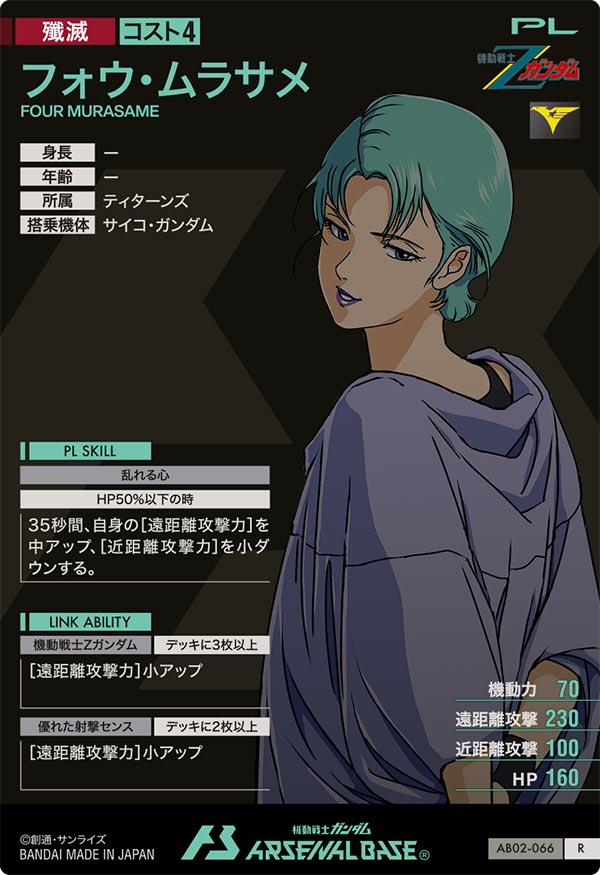 殲滅 コスト4
PL
フォウ・ムラサメ
FOUR MURASAME
機動戦士
Zガンダム
身長 ー
年齢 ー
所属 ティターンズ
搭乗機体 サイコ・ガンダム
PL SKILL
乱れる心
HP50%以下の時
35秒間、自身の[遠距離攻撃力]を
中アップ、[近距離攻撃力]を小ダ
ウンする。
LINK ABILITY
機動戦士Zガンダム デッキに3枚以上
[遠距離攻撃力]小アップ
優れた射撃センス デッキに2枚以上
[遠距離攻撃力]小アップ
機動力 70
遠距離攻撃 230
近距離攻撃 100
HP 160
©創通・サンライズ
BANDAI MADE IN JAPAN
機動戦士ガンダム
AB ARSENAL BASE®
AB02-066 R